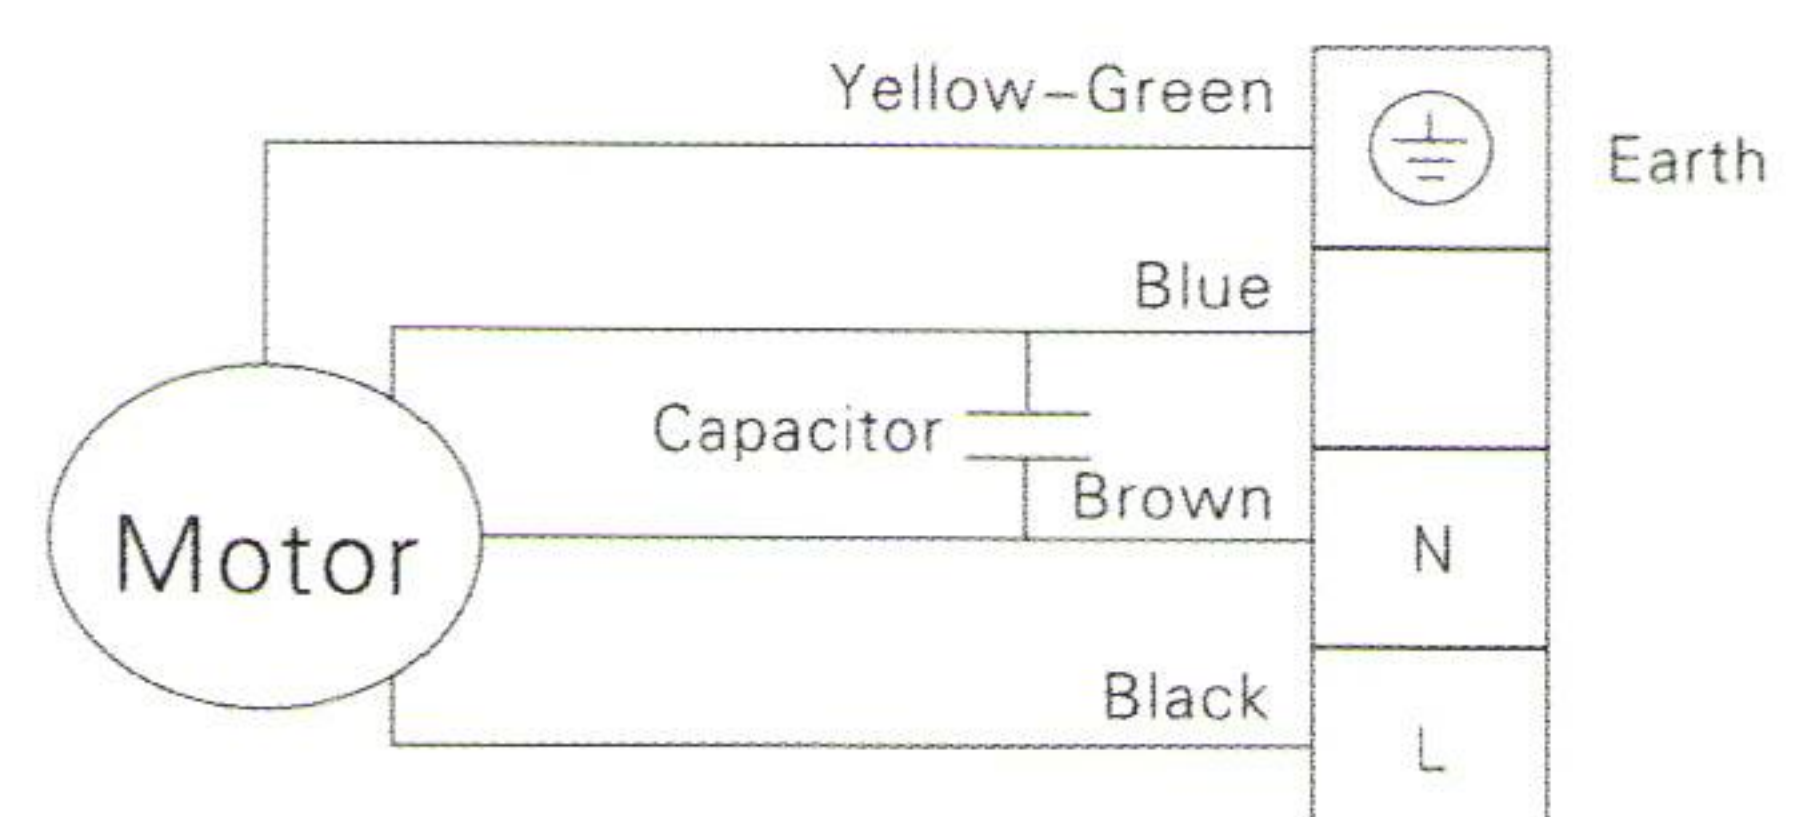 Yellow-Green
Earth
Blue
Capacitor
Brown
Motor
N
Black
L